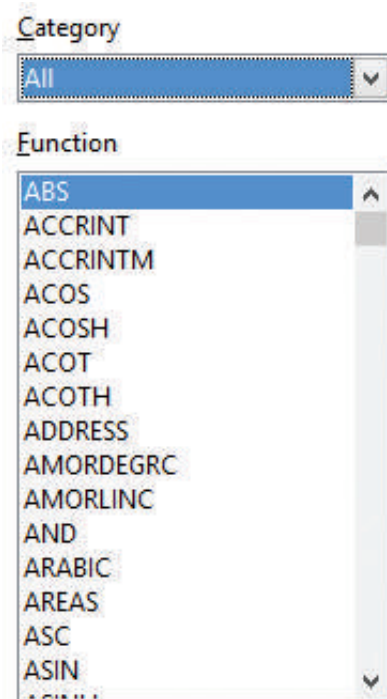 Category
All
Function
ABS
ACCRINT
ACCRINTM
ACOS
ACOSH
ACOT
ACOTH
ADDRESS
AMORDEGRC
AMORLINC
AND
ARABIC
AREAS
ASC
ASIN